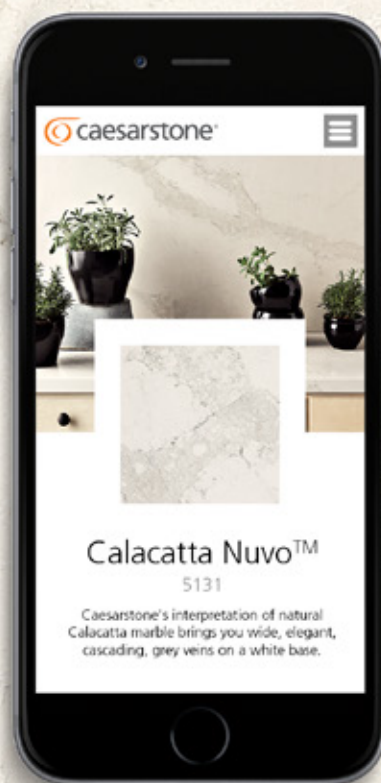 caesarstone®
Calacatta Nuvo™
5131
Caesarstone's interpretation of natural
Calacatta marble brings you wide, elegant,
cascading, grey veins on a white base.